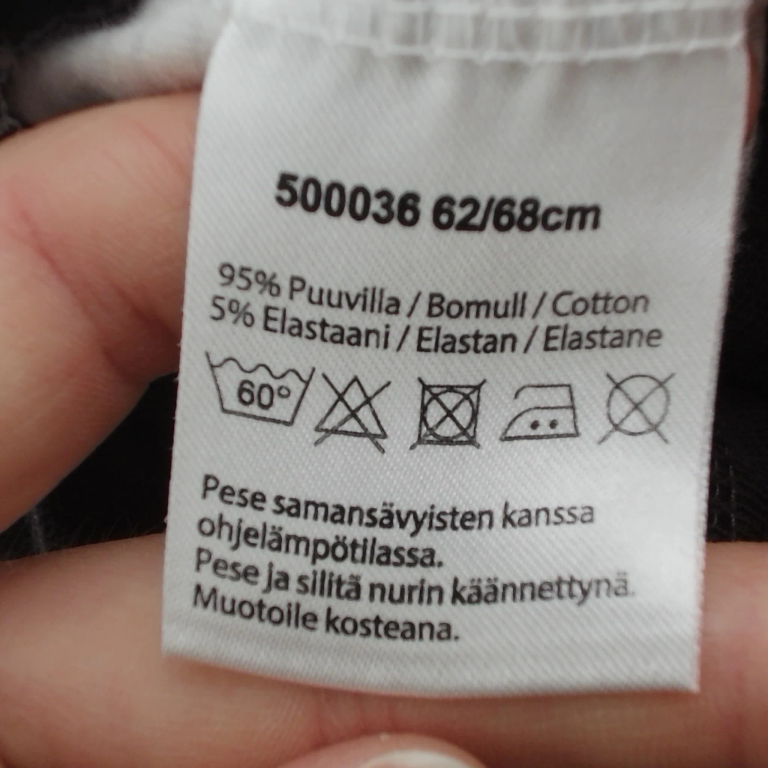 500036 62/68cm
95% Puuvilla / Bomull / Cotton
5% Elastaani / Elastan / Elastane
60°
Pese samansävyisten kanssa
ohjelämpötilassa.
Pese ja silitä nurin käännettynä.
Muotoile kosteana.